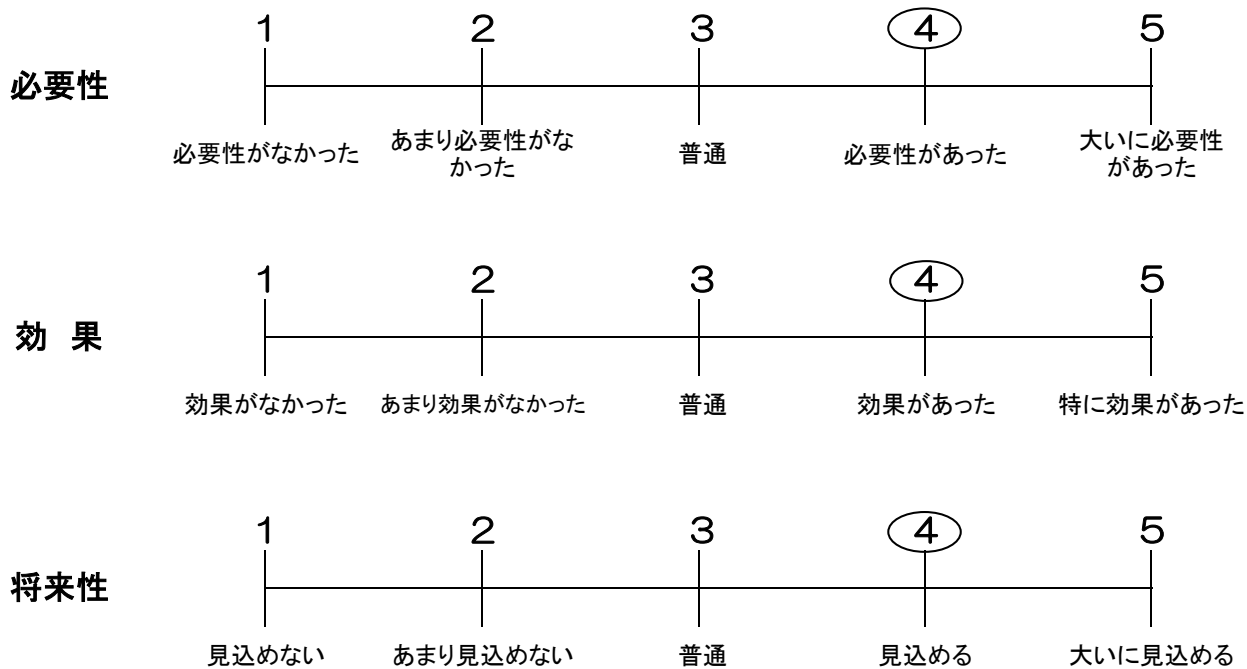 1 2 3 4 5
必要性
必要性がなかった あまり必要性がな 普通 必要性があった 大いに必要性
かった があった
1 2 3 4 5
効 果
効果がなかった あまり効果がなかった 普通 効果があった 特に効果があった
1 2 3 4 5
将来性
見込めない あまり見込めない 普通 見込める 大いに見込める